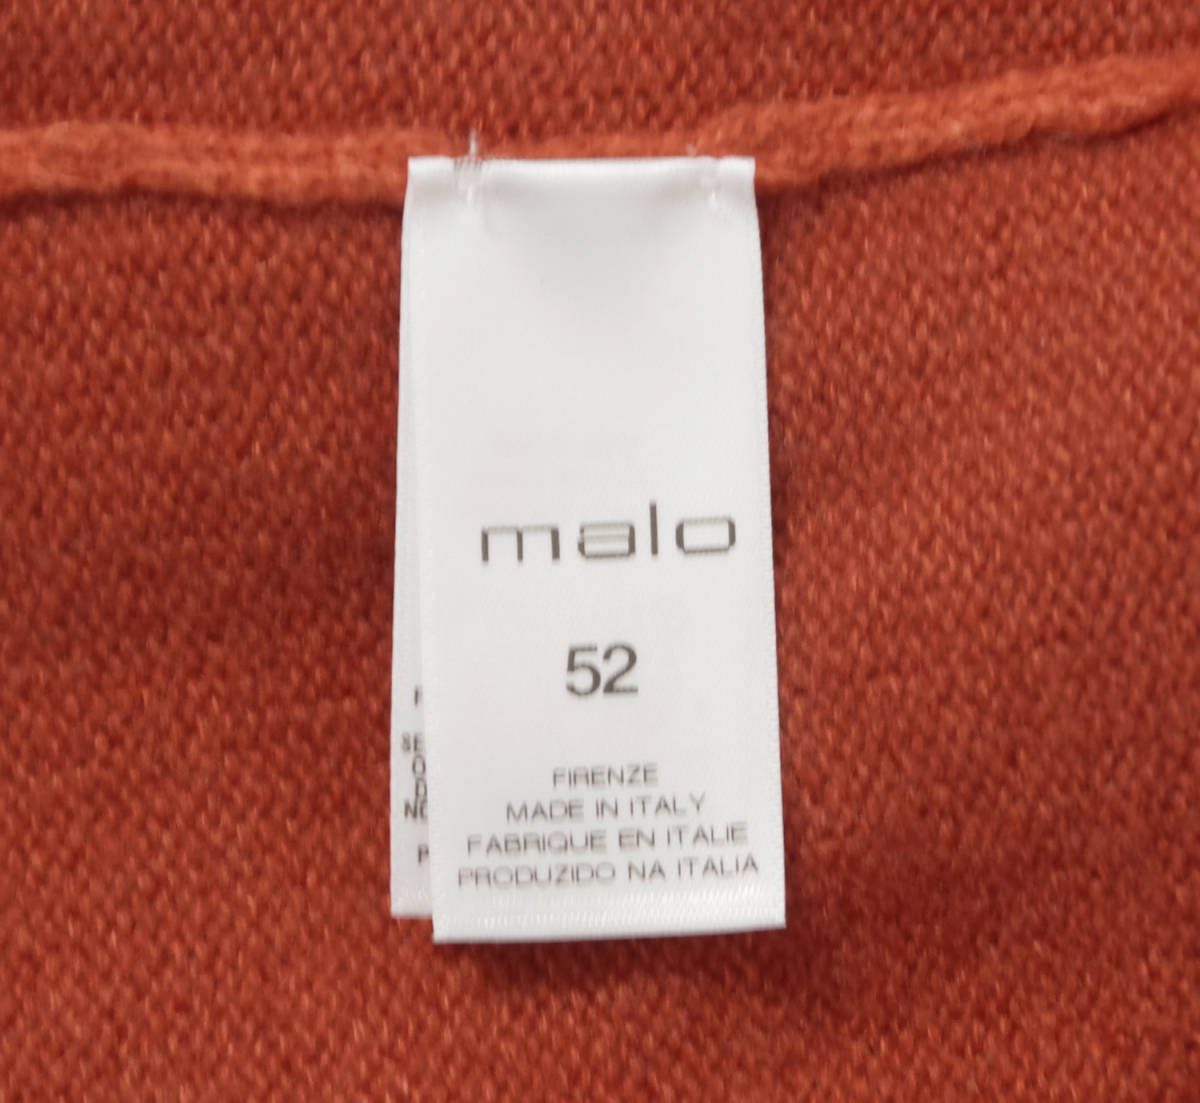 malo
52
FIRENZE
MADE IN ITALY
FABRIQUE EN ITALIE
PRODUZIDO NA ITALIA